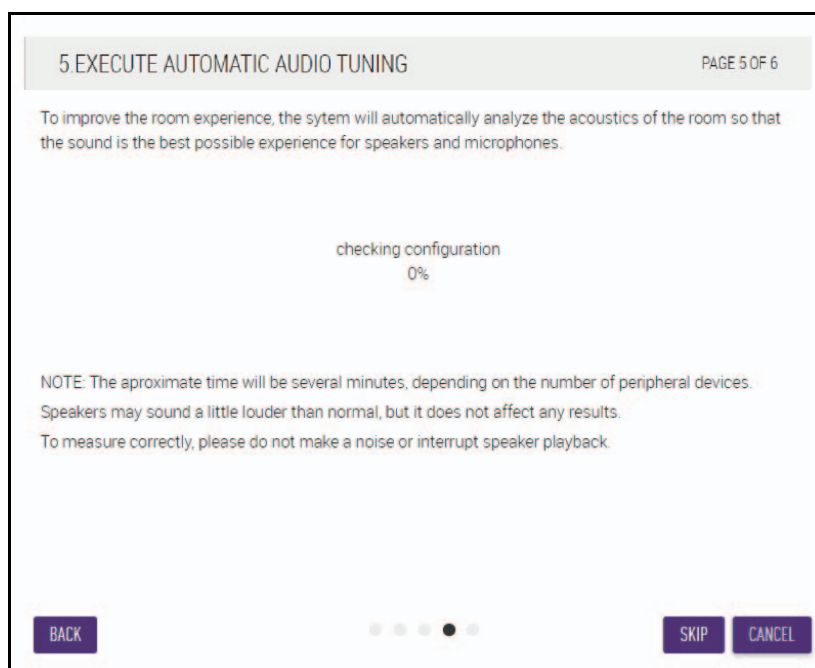 5.EXECUTE AUTOMATIC AUDIO TUNING
PAGE 5 OF 6
To improve the room experience, the sytem will automatically analyze the acoustics of the room so that
the sound is the best possible experience for speakers and microphones.
checking configuration
0%
NOTE: The aproximate time will be several minutes, depending on the number of peripheral devices.
Speakers may sound a little louder than normal, but it does not affect any results.
To measure correctly, please do not make a noise or interrupt speaker playback.
BACK
SKIP
CANCEL